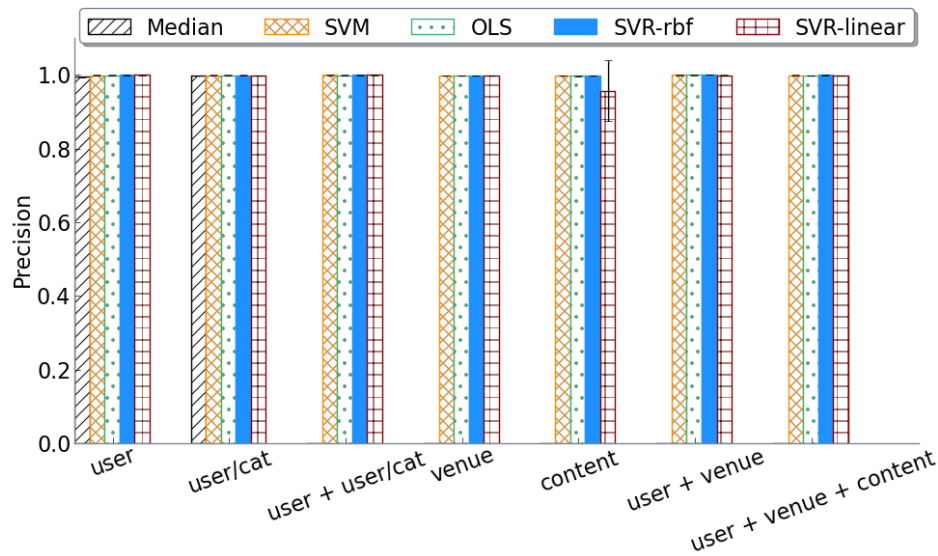 Median SVM OLS SVR-rbf SVR-linear
Precision
1.0
0.8
0.6
0.4
0.2
0.0
user
user/cat
user + user/cat
venue
content
user + venue
user + venue + content